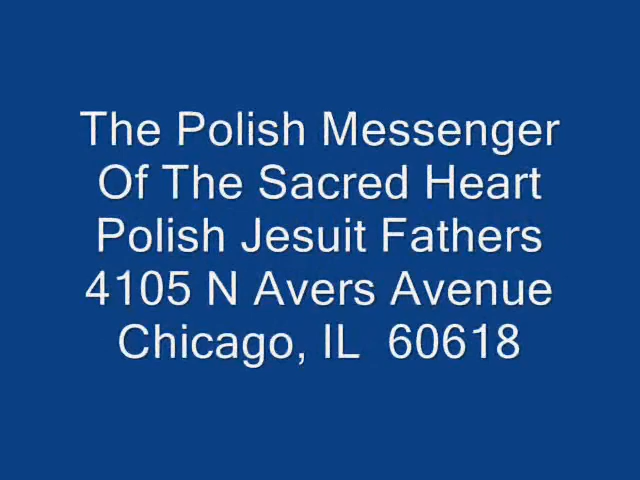 The Polish Messenger
Of The Sacred Heart
Polish Jesuit Fathers
4105 N Avers Avenue
Chicago, IL  60618